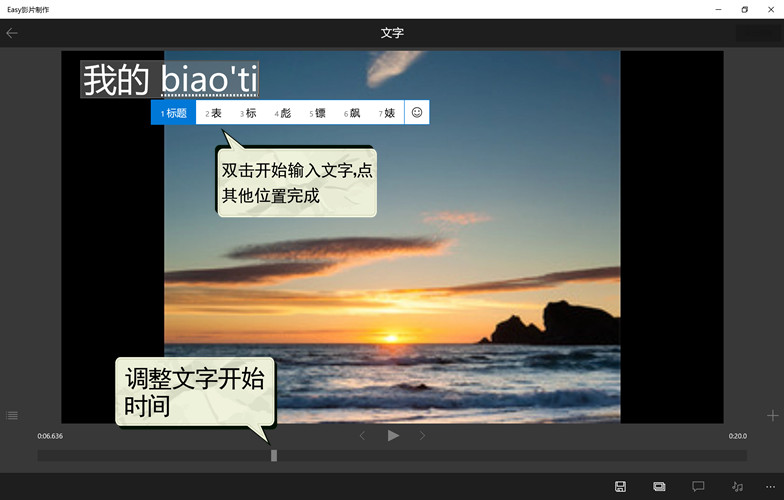 Easy影片制作
文字
我的 biao'ti
1 标题 2 表 3 标 4 彪 5 镖 6 飙 7 婊
双击开始输入文字,点
其他位置完成
调整文字开始
时间
0:06.636
0:20.0